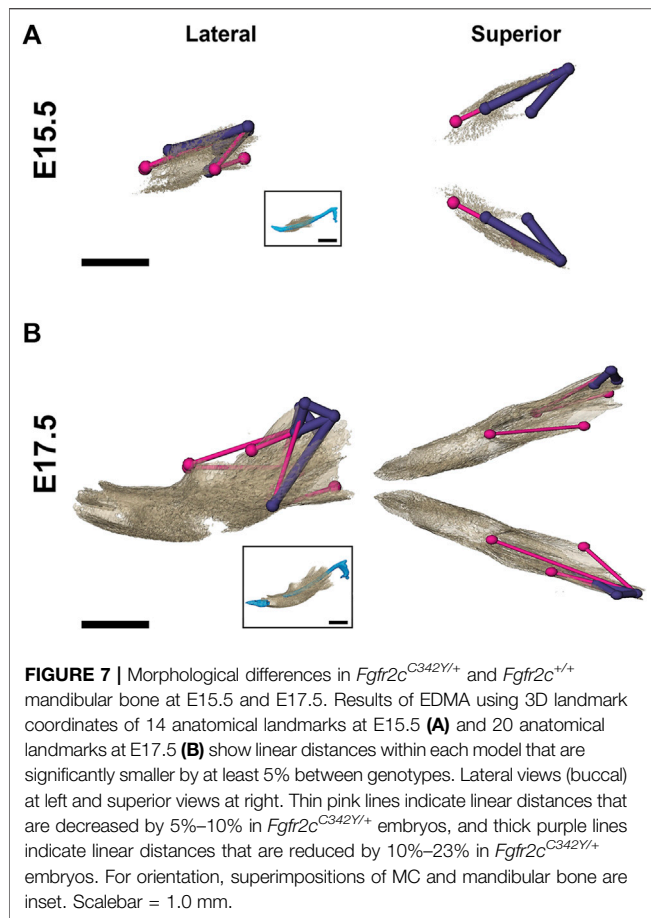 A
Lateral
Superior
E15.5
B
E17.5
FIGURE 7 | Morphological differences in Fgfr2cC342Y/+ and Fgfr2c+/+
mandibular bone at E15.5 and E17.5. Results of EDMA using 3D landmark
coordinates of 14 anatomical landmarks at E15.5 (A) and 20 anatomical
landmarks at E17.5 (B) show linear distances within each model that are
significantly smaller by at least 5% between genotypes. Lateral views (buccal)
at left and superior views at right. Thin pink lines indicate linear distances that
are decreased by 5%–10% in Fgfr2cC342Y/+ embryos, and thick purple lines
indicate linear distances that are reduced by 10%–23% in Fgfr2cC342Y/+
embryos. For orientation, superimpositions of MC and mandibular bone are
inset. Scalebar = 1.0 mm.